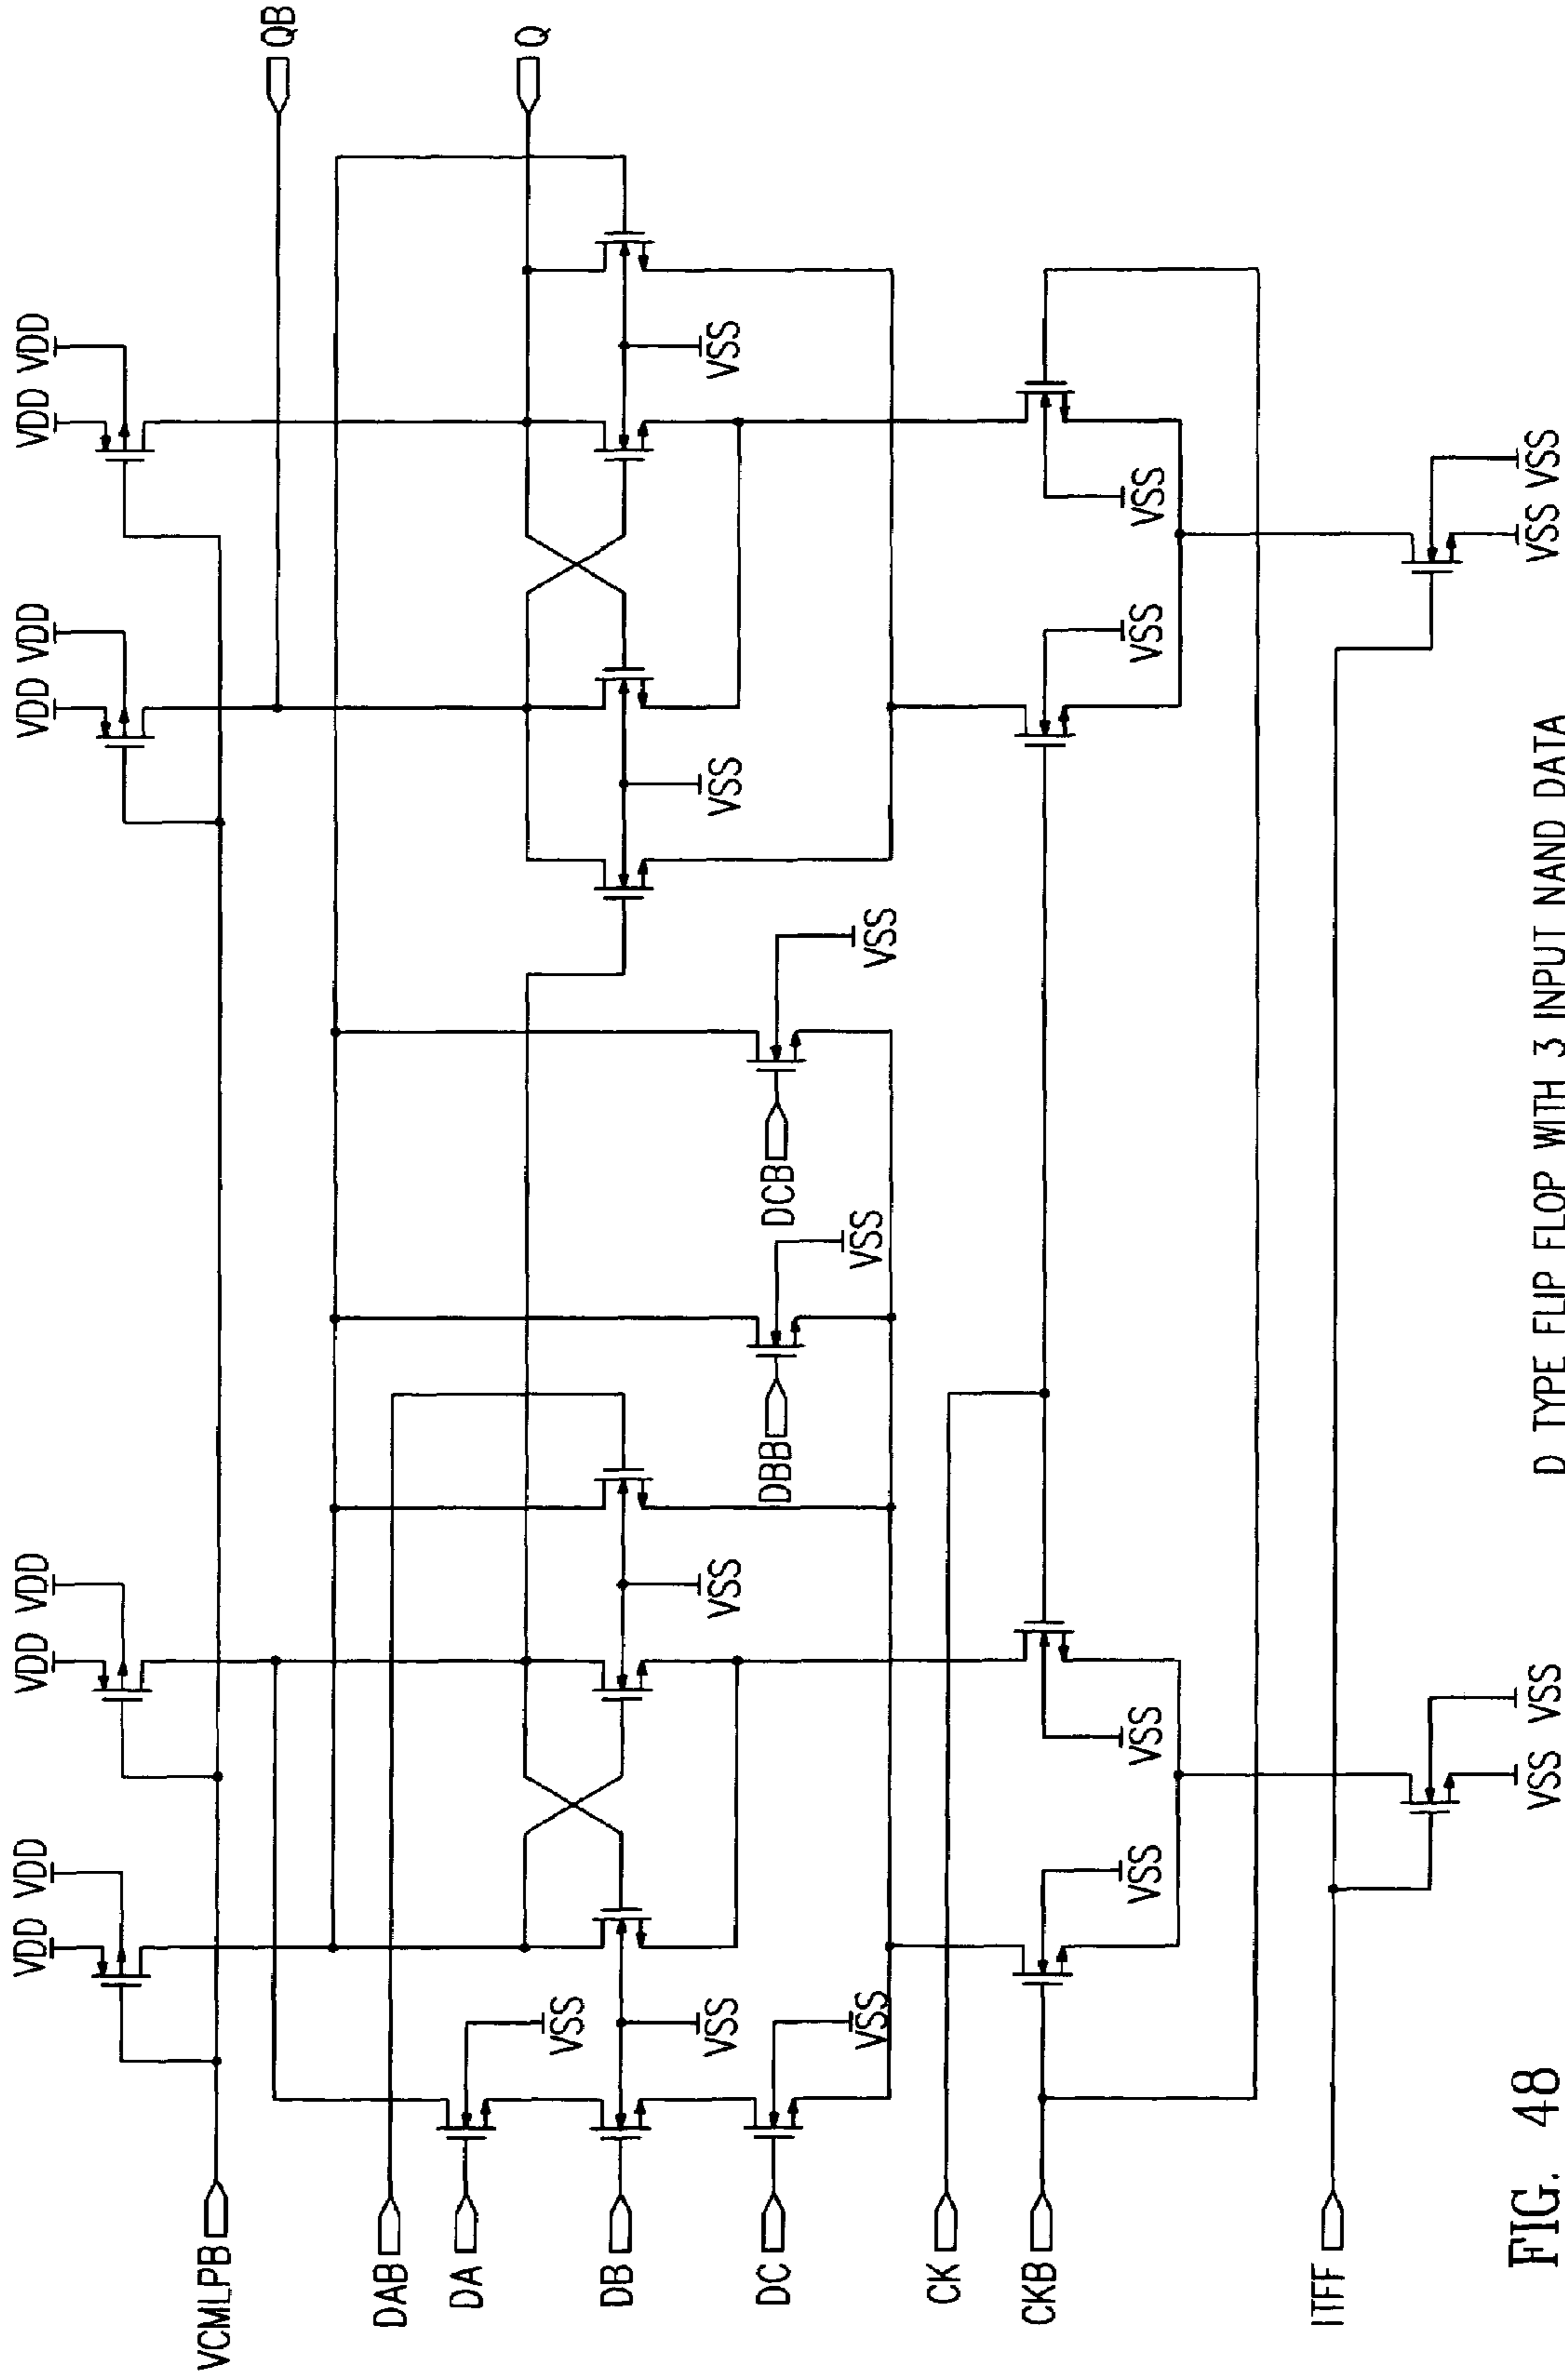 VDD VDD
VDD VDD
VDD VDD
VDD VDD
VCMLPB
QB
DAB
DA
VSS
Q
DB
VSS
VSS
VSS
VSS
DC
VSS
DBB
VSS
DCB
VSS
CK
CKB
VSS
VSS
VSS
VSS
ITFF
VSS VSS
VSS VSS
FIG. 48
D TYPE FLIP FLOP WITH 3 INPUT NAND DATA